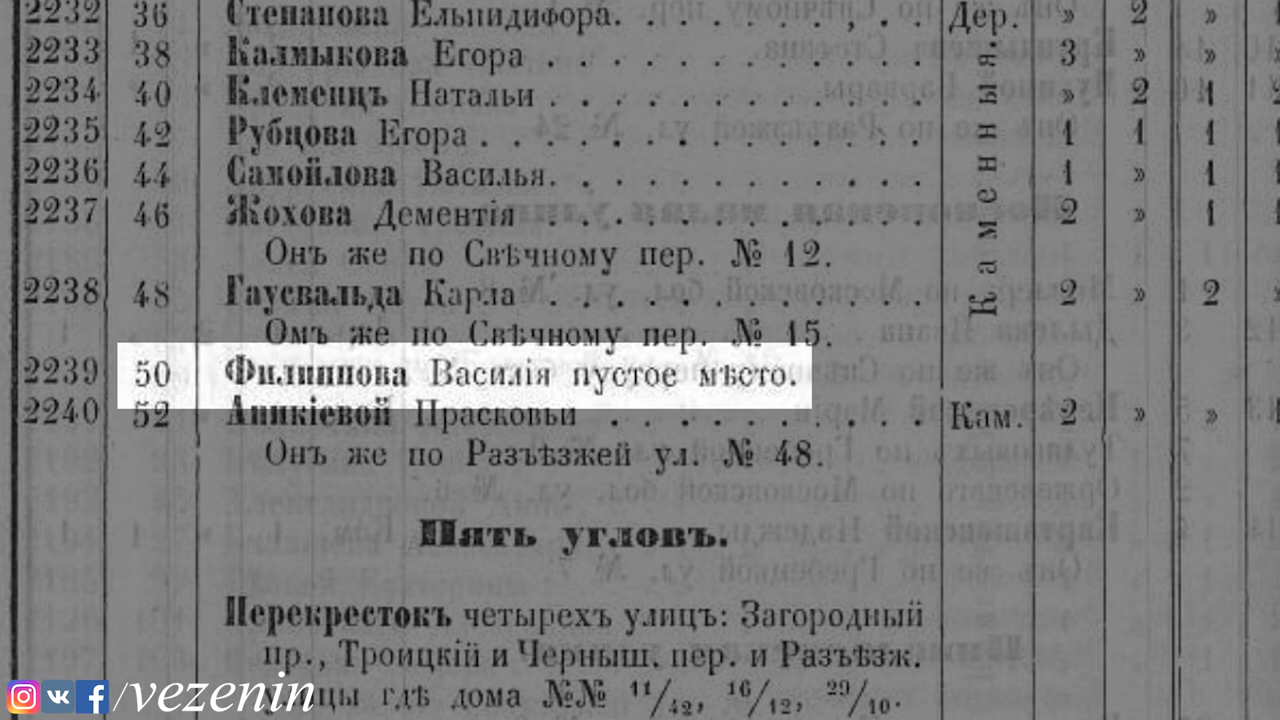 2232 36 Степанова Ельпидифора. Дер. » 2 »
2233 38 Калмыкова Егора 3 » »
2234 40 Клеменцъ Натальи » 2 1
2235 42 Рубцова Егора 1 1 1
2236 44 Самойлова Василья. 1 » 1
2237 46 Жохова Дементія 2 » 1
Онъ же по Свѣчному пер. № 12.
2238 48 Гаусвальда Карла 2 » 2
Омъ же по Свѣчному пер. № 15.
2239 50 Филиппова Василія пустое мѣсто.
2240 52 Аникіевой Прасковьи Кам. 2 » »
Онъ же по Разъѣзжей ул. № 48.
Каменныя
Пять угловъ.
Перекрестокъ четырехъ улицъ: Загородный
пр., Троицкій и Черныш. пер. и Разъѣзж.
улицы гдѣ дома №№ 11/42, 16/12, 29/10.
/vezenin